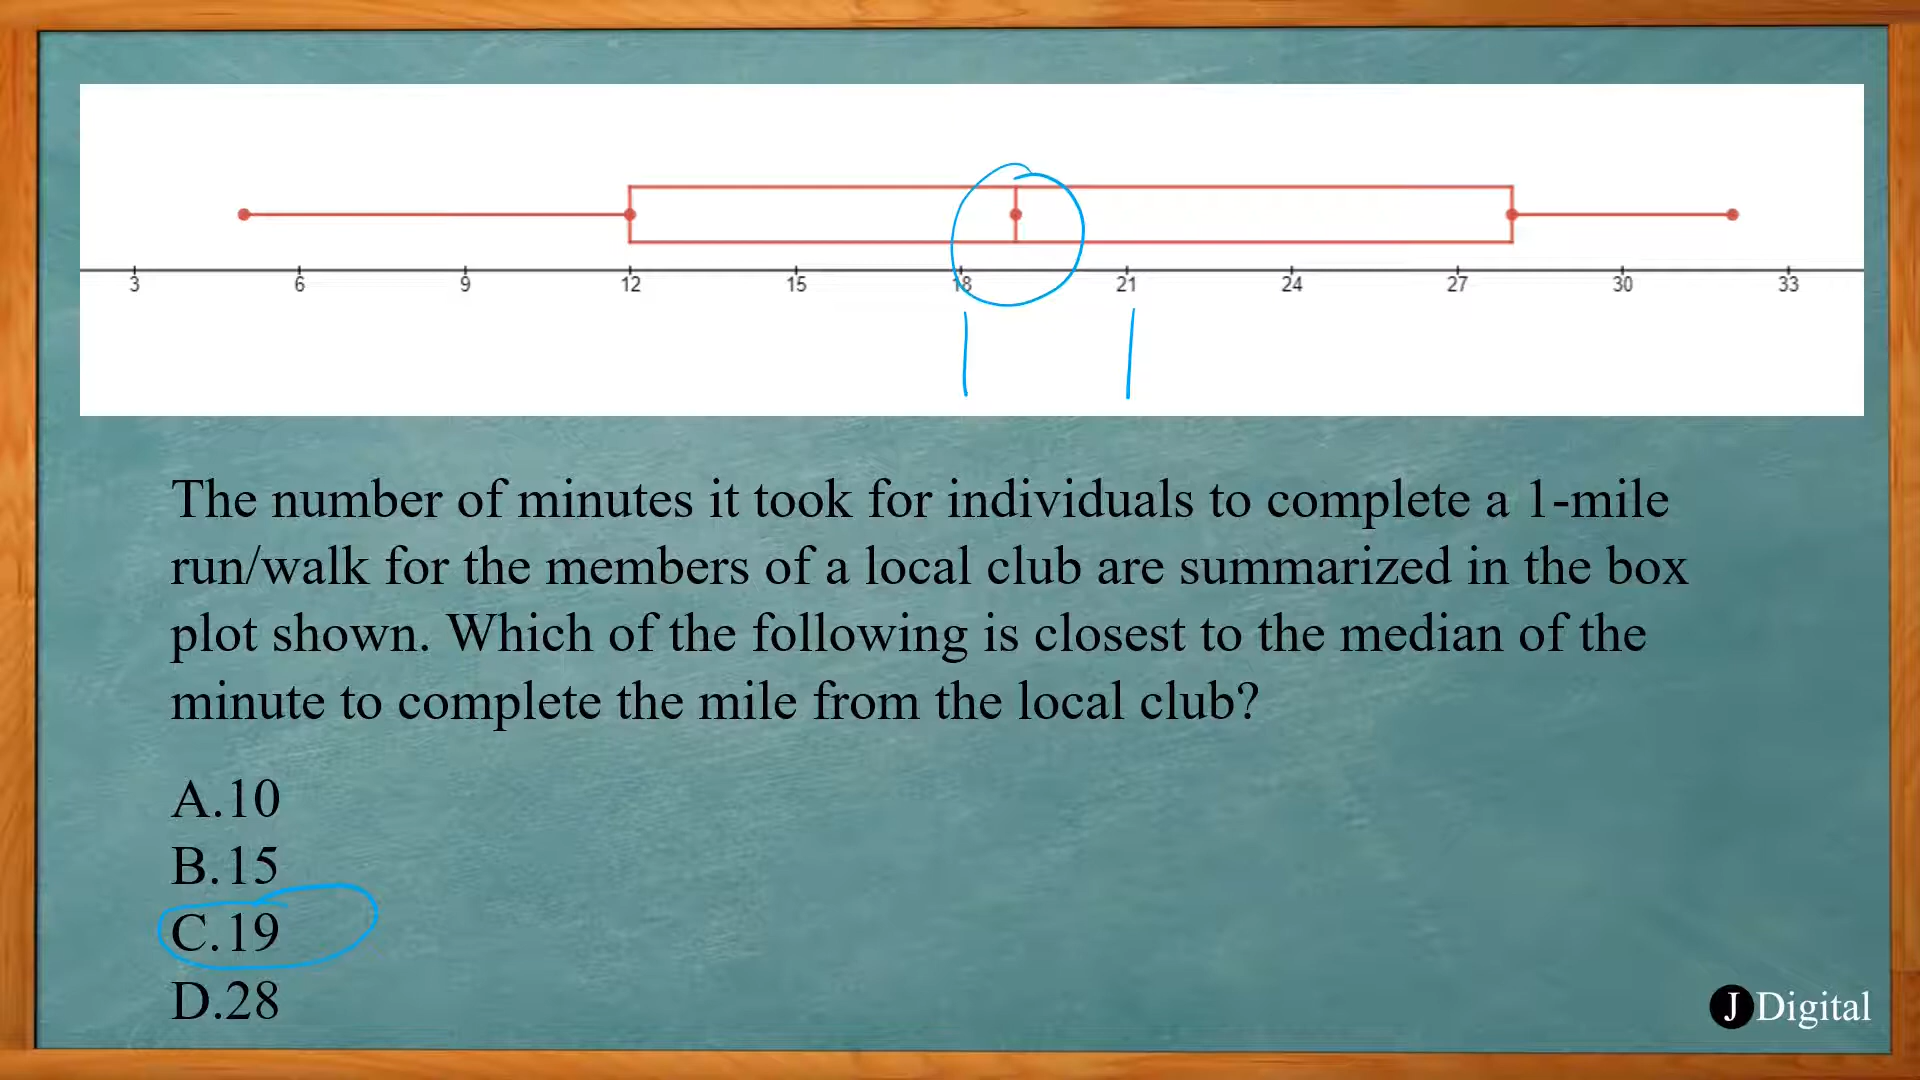 3 6 9 12 15 18 21 24 27 30 33
The number of minutes it took for individuals to complete a 1-mile
run/walk for the members of a local club are summarized in the box
plot shown. Which of the following is closest to the median of the
minute to complete the mile from the local club?
A.10
B.15
C.19
D.28
J Digital